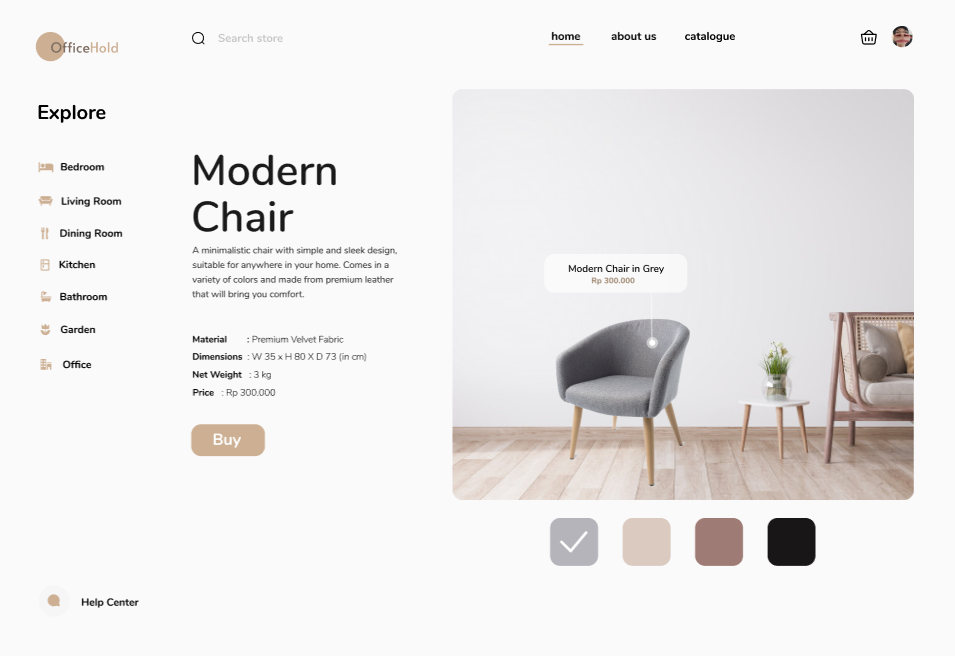 OfficeHold
Search store
home
about us
catalogue
Explore
Bedroom
Living Room
Dining Room
Kitchen
Bathroom
Garden
Office
Modern
Chair
A minimalistic chair with simple and sleek design,
suitable for anywhere in your home. Comes in a
variety of colors and made from premium leather
that will bring you comfort.
Material : Premium Velvet Fabric
Dimensions : W 35 x H 80 X D 73 (in cm)
Net Weight : 3 kg
Price : Rp 300.000
Buy
Modern Chair in Grey
Rp 300.000
Help Center